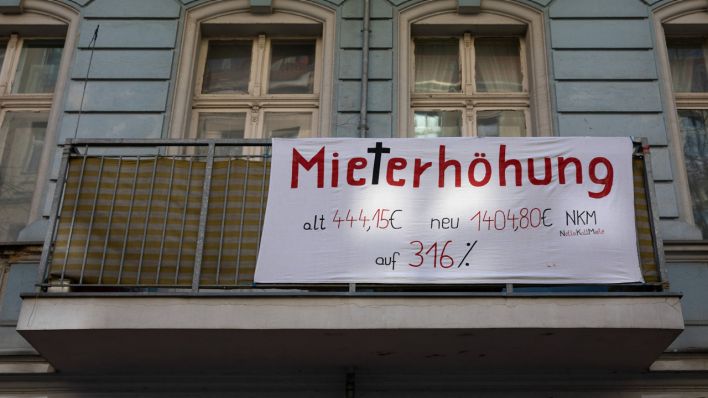 Mieterhöhung
alt 444,15€ neu 1404,80€ NKM
NettoKaltMiete
auf 316%